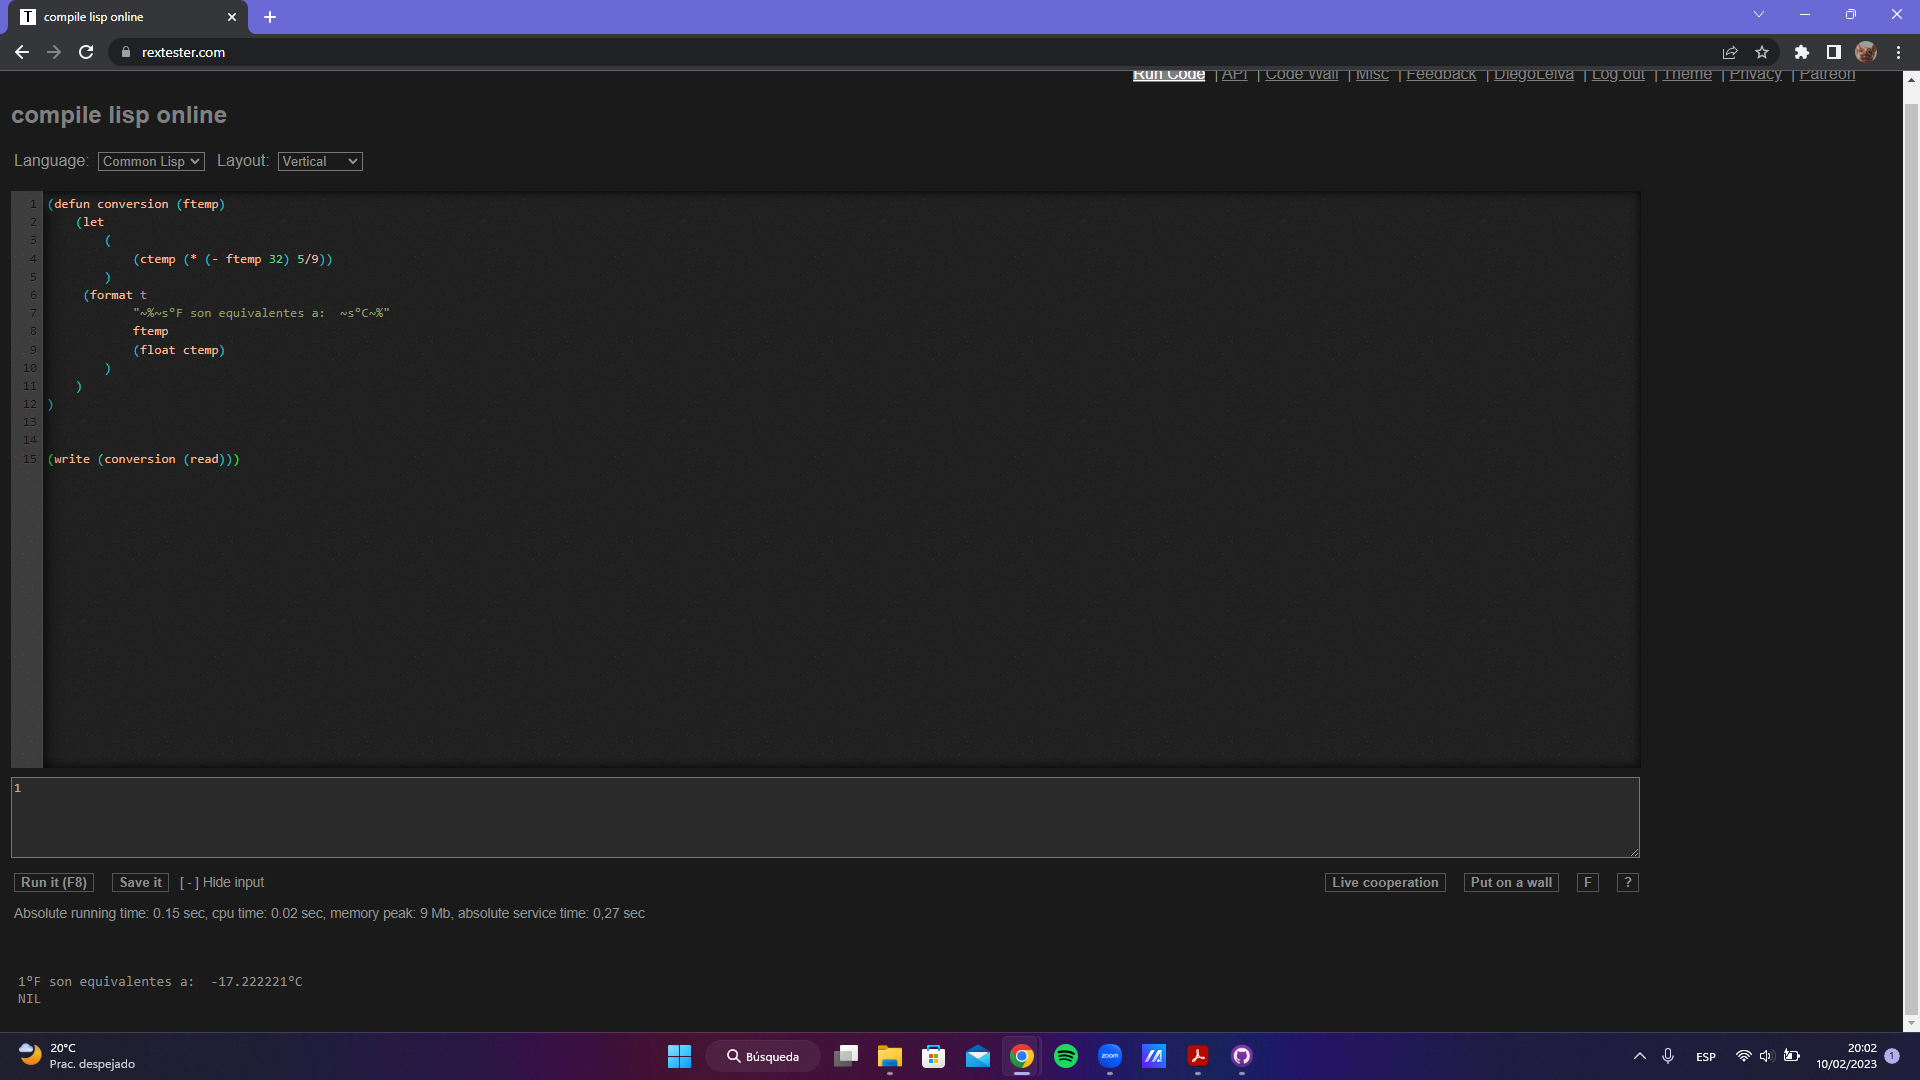 compile lisp online
rextester.com
Run Code | API | Code Wall | Misc | Feedback | DiegoLeiva | Log out | Theme | Privacy | Patreon
compile lisp online
Language: Common Lisp Layout: Vertical
1 (defun conversion (ftemp)
2 (let
3 (
4 (ctemp (* (- ftemp 32) 5/9))
5 )
6 (format t
7 "~%~sºF son equivalentes a:  ~sºC~%"
8 ftemp
9 (float ctemp)
10 )
11 )
12 )
13
14
15 (write (conversion (read)))
1
Run it (F8) Save it [ - ] Hide input Live cooperation Put on a wall F ?
Absolute running time: 0.15 sec, cpu time: 0.02 sec, memory peak: 9 Mb, absolute service time: 0,27 sec
1ºF son equivalentes a:  -17.222221ºC
NIL
20°C
Prac. despejado
Búsqueda
zoom
ESP
20:02
10/02/2023
1